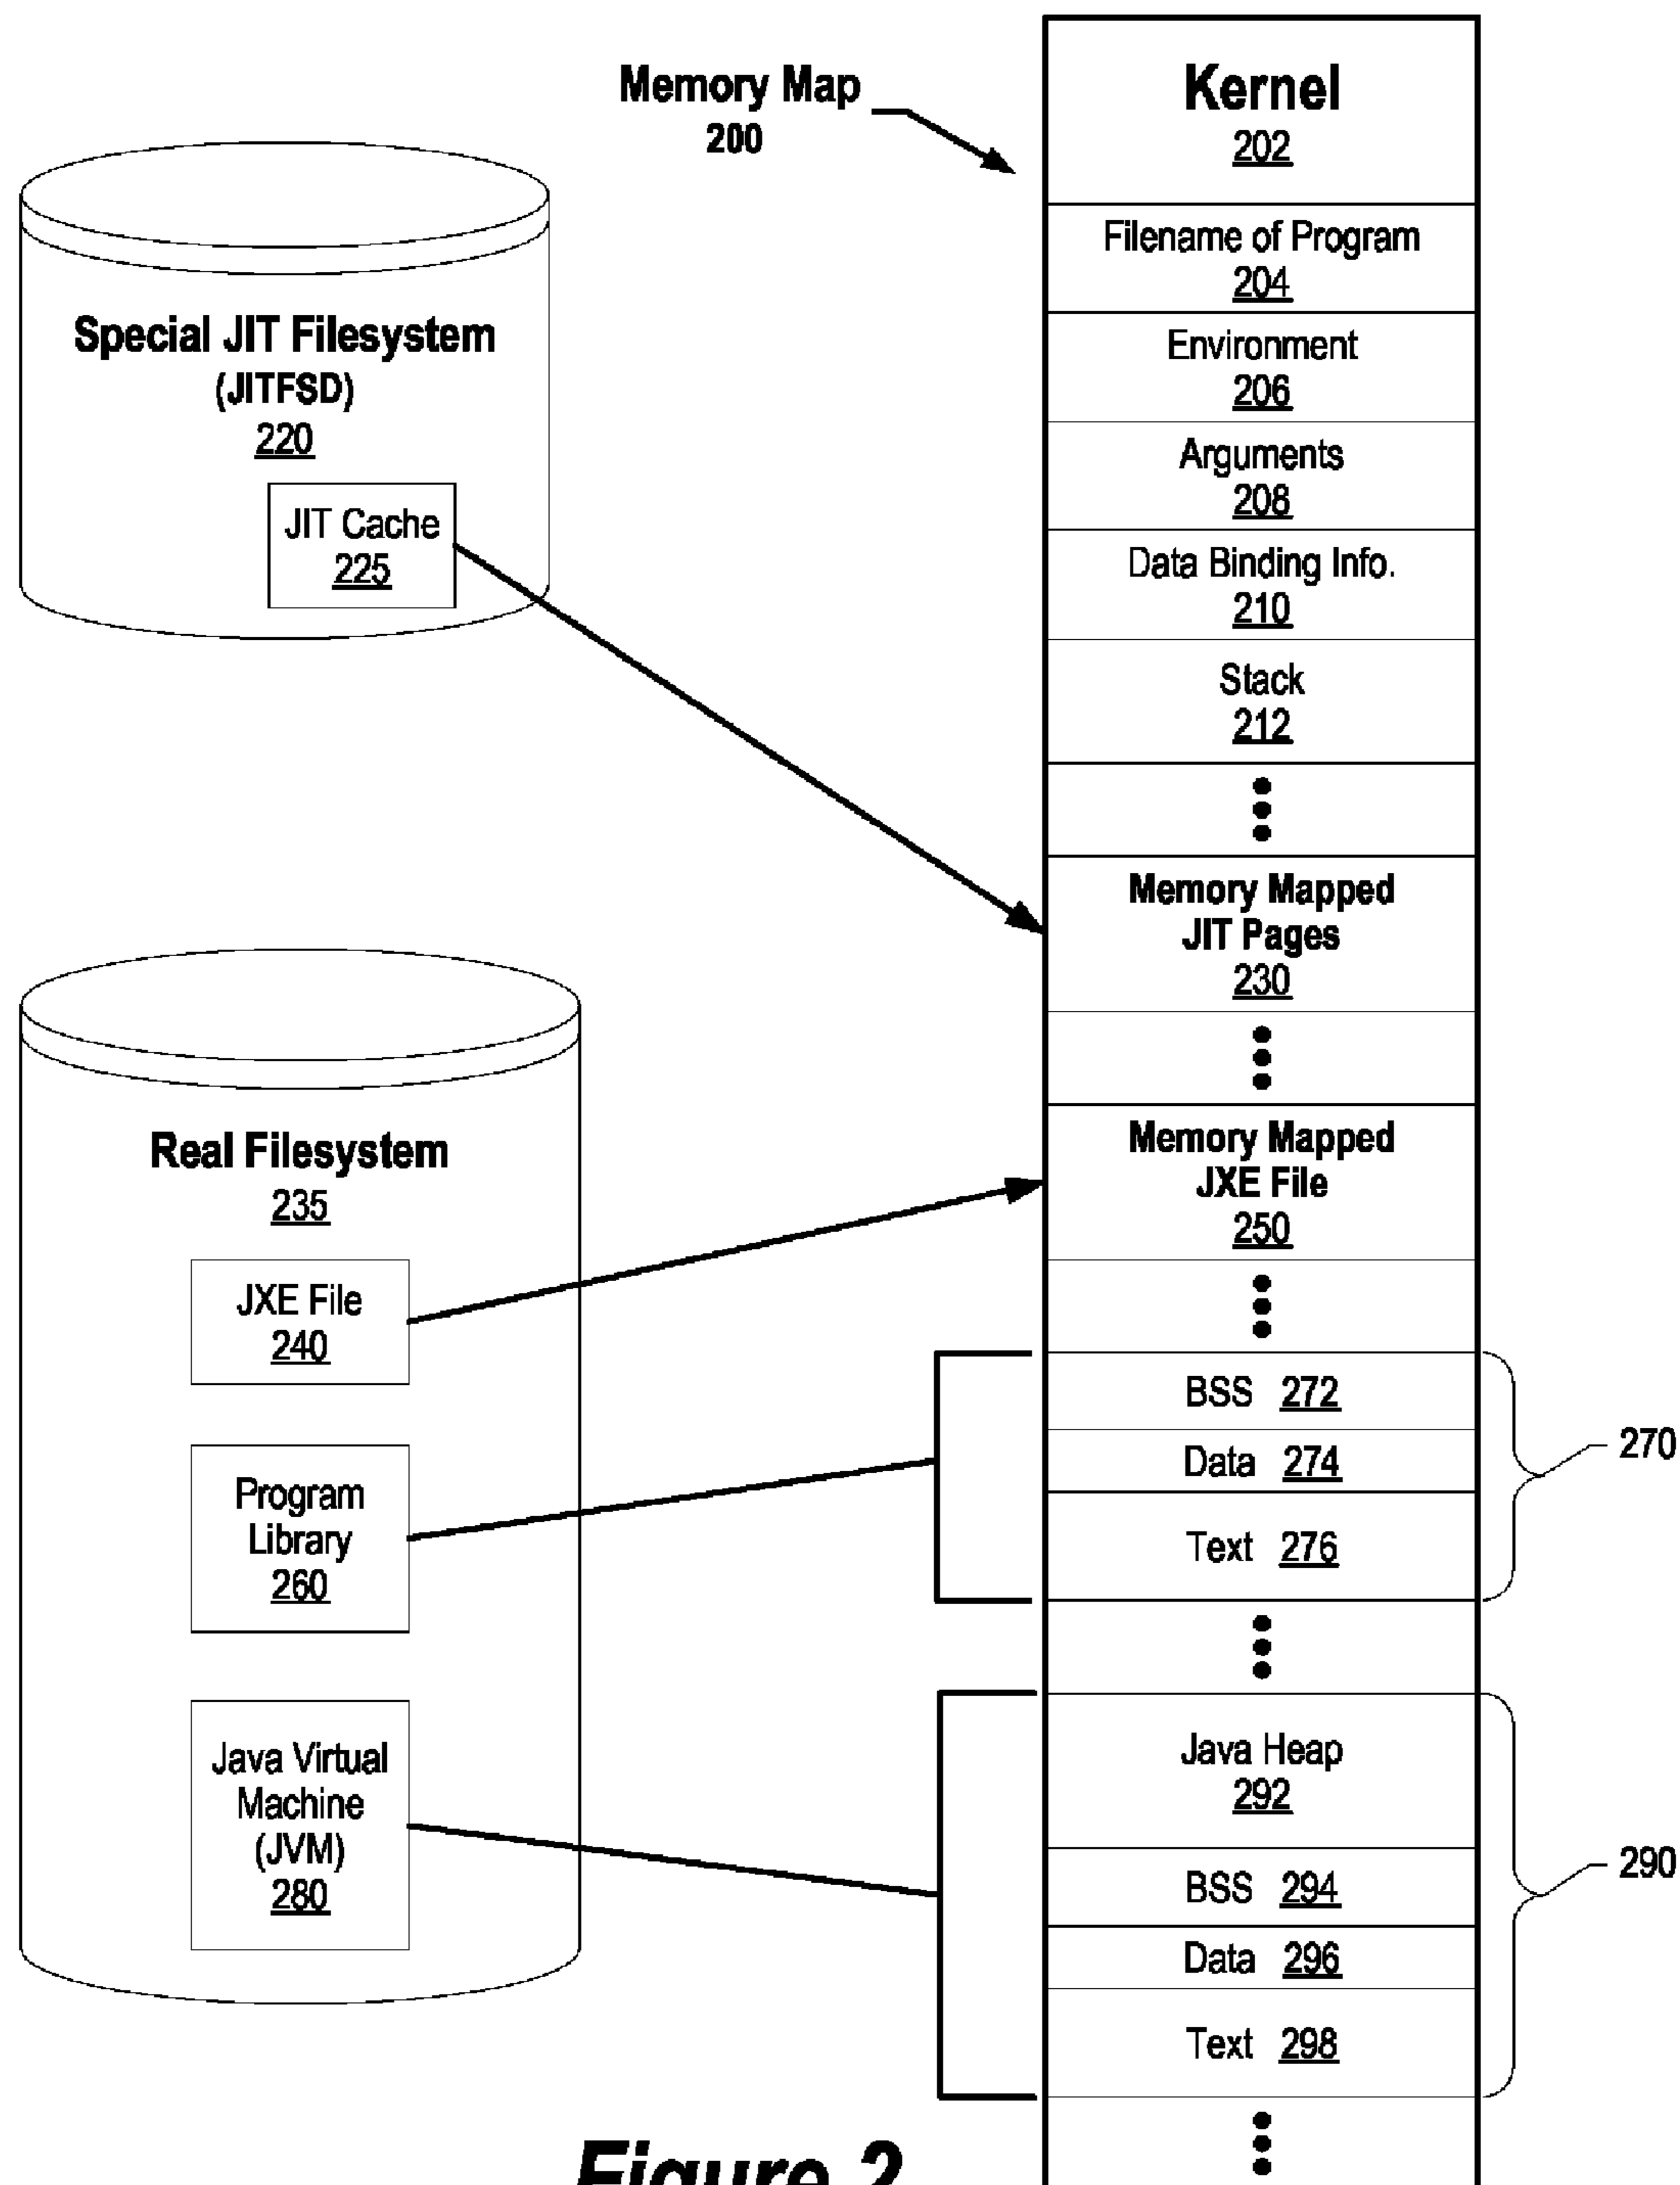 Memory Map
200
Special JIT Filesystem
(JITFSD)
220
JIT Cache
225
Real Filesystem
235
JXE File
240
Program
Library
260
Java Virtual
Machine
(JVM)
280
Kernel
202
Filename of Program
204
Environment
206
Arguments
208
Data Binding Info.
210
Stack
212
Memory Mapped
JIT Pages
230
Memory Mapped
JXE File
250
BSS 272
Data 274
Text 276
270
Java Heap
292
BSS 294
Data 296
Text 298
290
Figure 2